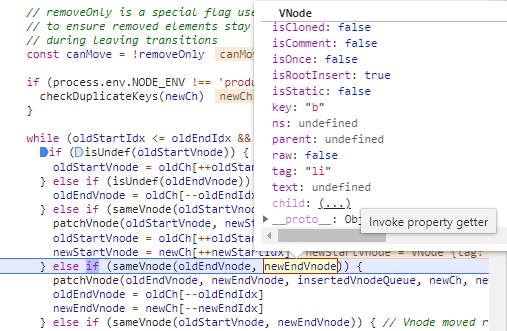 // removeOnly is a special flag use
// to ensure removed elements stay
// during leaving transitions
const canMove = !removeOnly canMov
if (process.env.NODE_ENV !== 'produ
checkDuplicateKeys(newCh) newCh
}
while (oldStartIdx <= oldEndIdx &&
if (isUndef(oldStartVnode)) {
oldStartVnode = oldCh[++oldStar
} else if (isUndef(oldEndVnode))
oldEndVnode = oldCh[--oldEndIdx
} else if (sameVnode(oldStartVnod
patchVnode(oldStartVnode, newSt
oldStartVnode = oldCh[++oldStar
newStartVnode = newCh[++newStartIdx] newStartVnode = VNode {tag:
} else if (sameVnode(oldEndVnode, newEndVnode)) {
patchVnode(oldEndVnode, newEndVnode, insertedVnodeQueue, newCh, ne
oldEndVnode = oldCh[--oldEndIdx]
newEndVnode = newCh[--newEndIdx]
} else if (sameVnode(oldStartVnode, newEndVnode)) { // Vnode moved r
VNode
isCloned: false
isComment: false
isOnce: false
isRootInsert: true
isStatic: false
key: "b"
ns: undefined
parent: undefined
raw: false
tag: "li"
text: undefined
child: (...)
__proto__: Obj
Invoke property getter